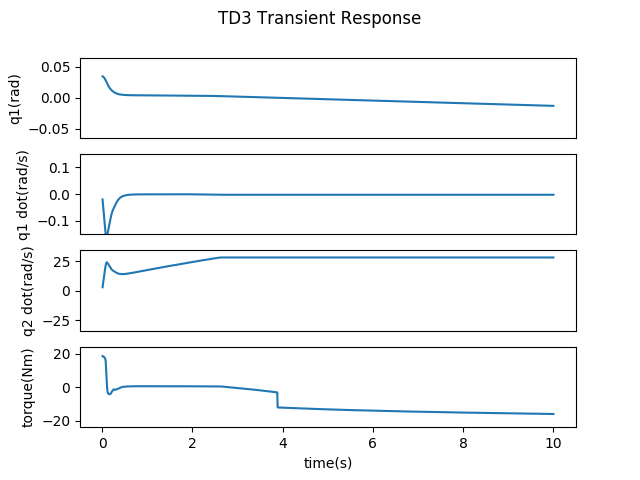 TD3 Transient Response
q1(rad)
0.05
0.00
−0.05
q1 dot(rad/s)
0.1
0.0
−0.1
q2 dot(rad/s)
25
0
−25
torque(Nm)
20
0
−20
0 2 4 6 8 10
time(s)